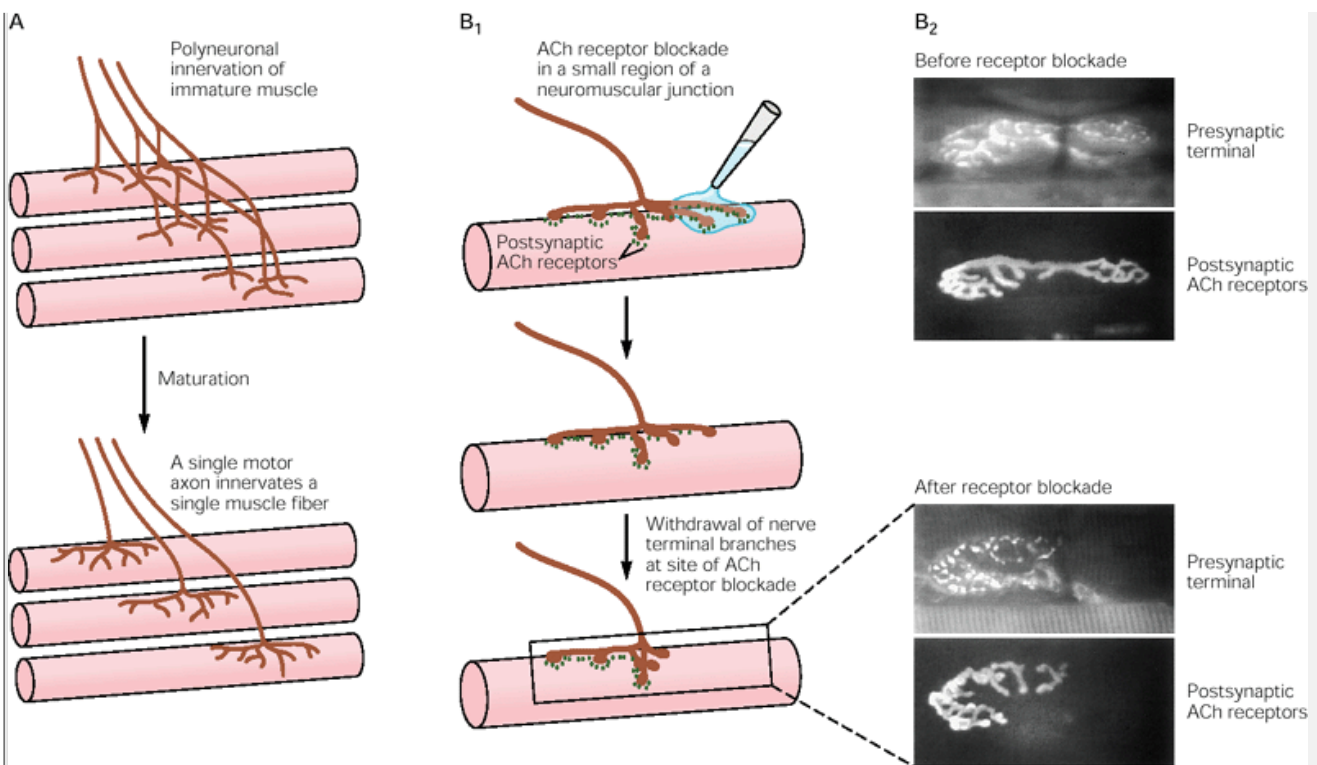 A
Polyneuronal
innervation of
immature muscle
Maturation
A single motor
axon innervates a
single muscle fiber
B1
ACh receptor blockade
in a small region of a
neuromuscular junction
Postsynaptic
ACh receptors
Withdrawal of nerve
terminal branches
at site of ACh
receptor blockade
B2
Before receptor blockade
Presynaptic
terminal
Postsynaptic
ACh receptors
After receptor blockade
Presynaptic
terminal
Postsynaptic
ACh receptors